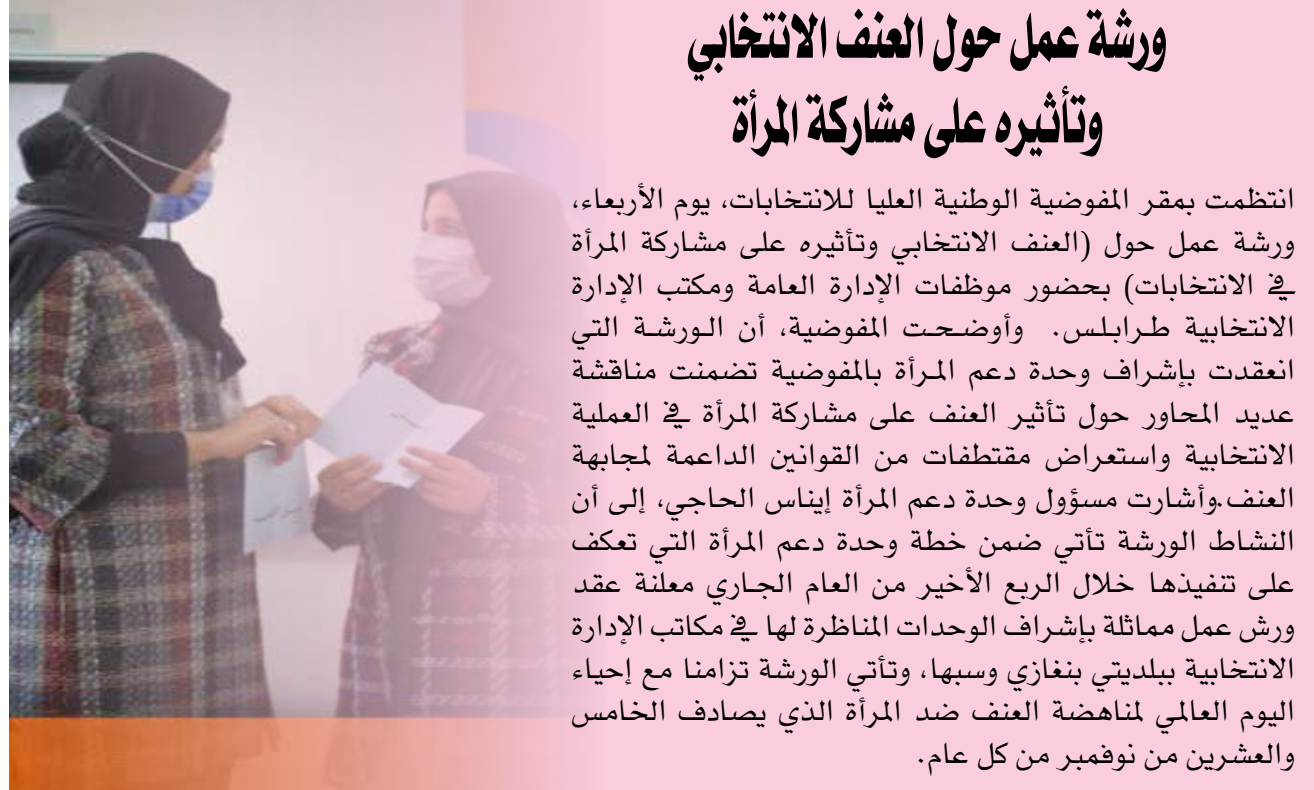 ورشة عمل حول العنف الانتخابي
وتأثيره على مشاركة المرأة
انتظمت بمقر المفوضية الوطنية العليا للانتخابات، يوم الأربعاء،
ورشة عمل حول (العنف الانتخابي وتأثيره على مشاركة المرأة
في الانتخابات) بحضور موظفات الإدارة العامة ومكتب الإدارة
الانتخابية طرابلس. وأوضحت المفوضية، أن الورشة التي
انعقدت بإشراف وحدة دعم المرأة بالمفوضية تضمنت مناقشة
عديد المحاور حول تأثير العنف على مشاركة المرأة في العملية
الانتخابية واستعراض مقتطفات من القوانين الداعمة لمجابهة
العنف.وأشارت مسؤول وحدة دعم المرأة إيناس الحاجي، إلى أن
النشاط الورشة تأتي ضمن خطة وحدة دعم المرأة التي تعكف
على تنفيذها خلال الربع الأخير من العام الجاري معلنة عقد
ورش عمل مماثلة بإشراف الوحدات المناظرة لها في مكاتب الإدارة
الانتخابية ببلديتي بنغازي وسبها، وتأتي الورشة تزامنا مع إحياء
اليوم العالمي لمناهضة العنف ضد المرأة الذي يصادف الخامس
والعشرين من نوفمبر من كل عام.